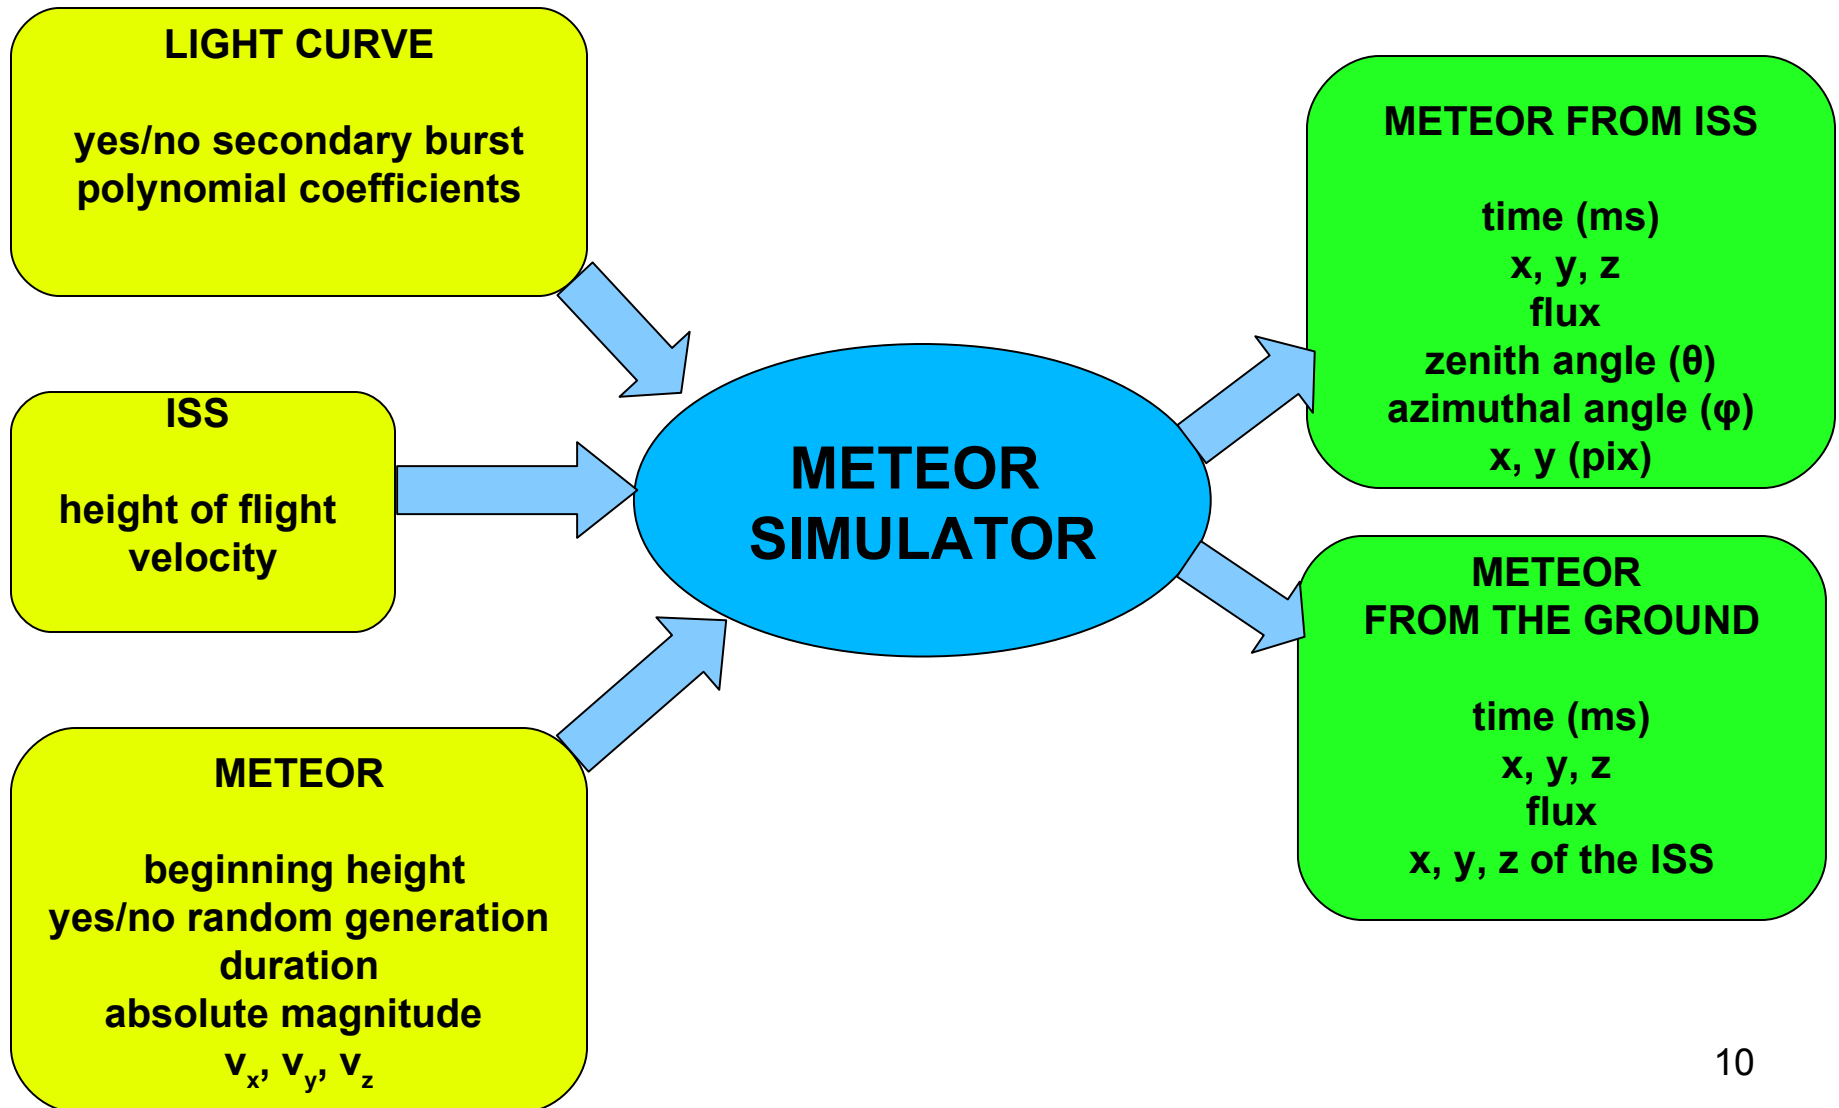 LIGHT CURVE
yes/no secondary burst
polynomial coefficients
ISS
height of flight
velocity
METEOR
beginning height
yes/no random generation
duration
absolute magnitude
vx, vy, vz
METEOR
SIMULATOR
METEOR FROM ISS
time (ms)
x, y, z
flux
zenith angle (θ)
azimuthal angle (φ)
x, y (pix)
METEOR
FROM THE GROUND
time (ms)
x, y, z
flux
x, y, z of the ISS
10